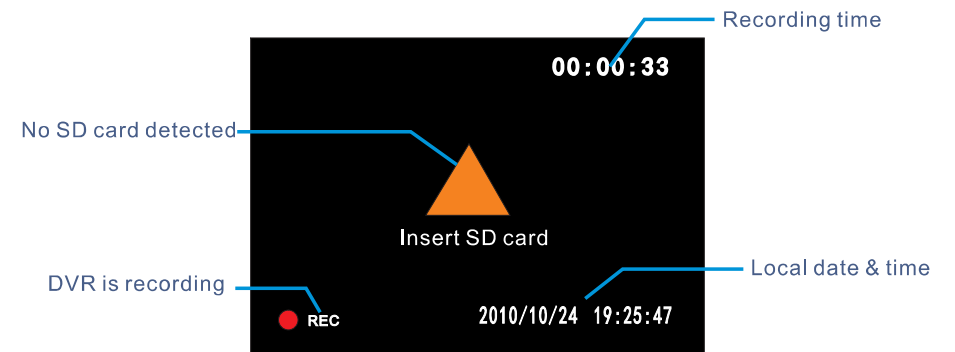 Recording time
00:00:33
No SD card detected
Insert SD card
DVR is recording
Local date & time
REC
2010/10/24 19:25:47